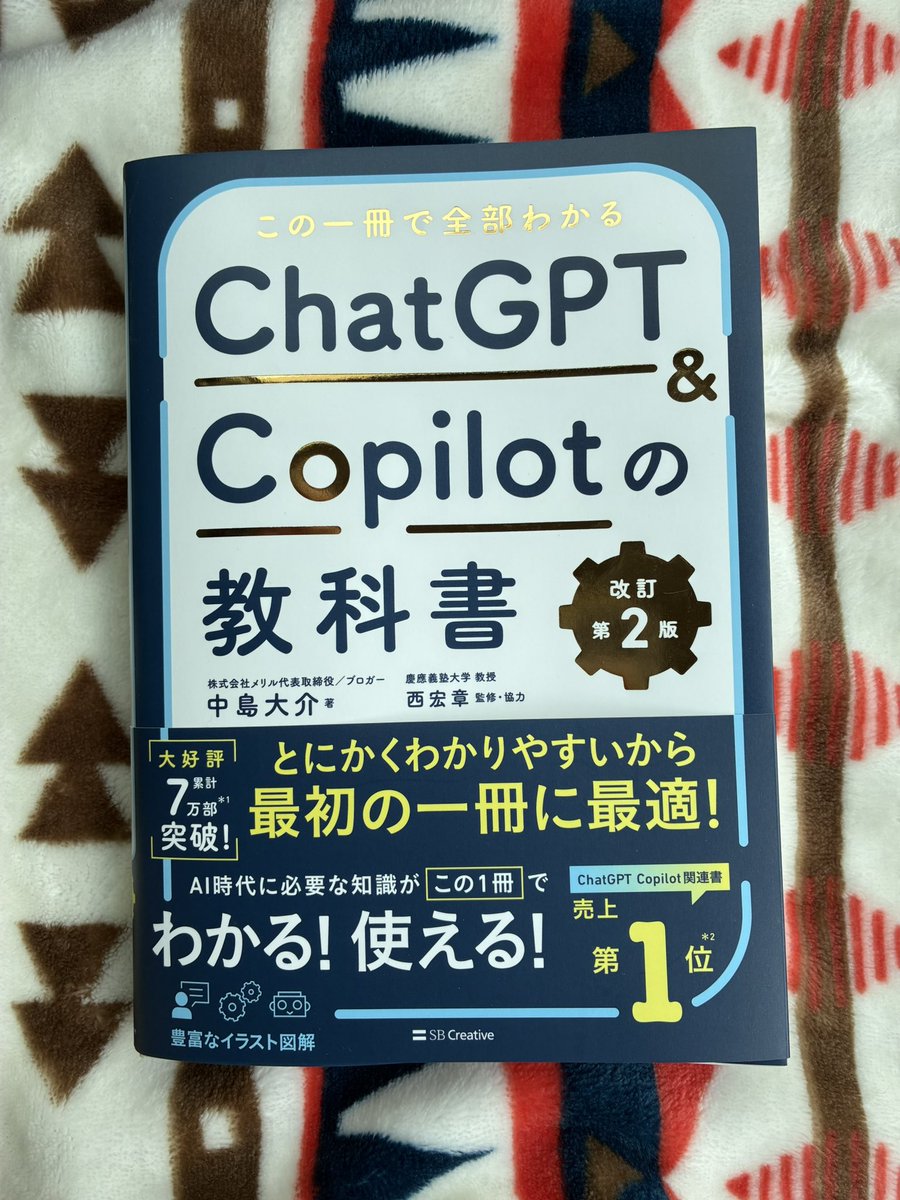 この一冊で全部わかる
ChatGPT
&
Copilotの
教科書
改訂
第2版
株式会社メリル代表取締役／ブロガー
中島大介 著
慶應義塾大学 教授
西宏章 監修・協力
大好評
累計
7万部*1
突破!
とにかくわかりやすいから
最初の一冊に最適!
AI時代に必要な知識が この1冊 で
わかる! 使える!
ChatGPT Copilot関連書
売上
第1位*2
豊富なイラスト図解
SB Creative